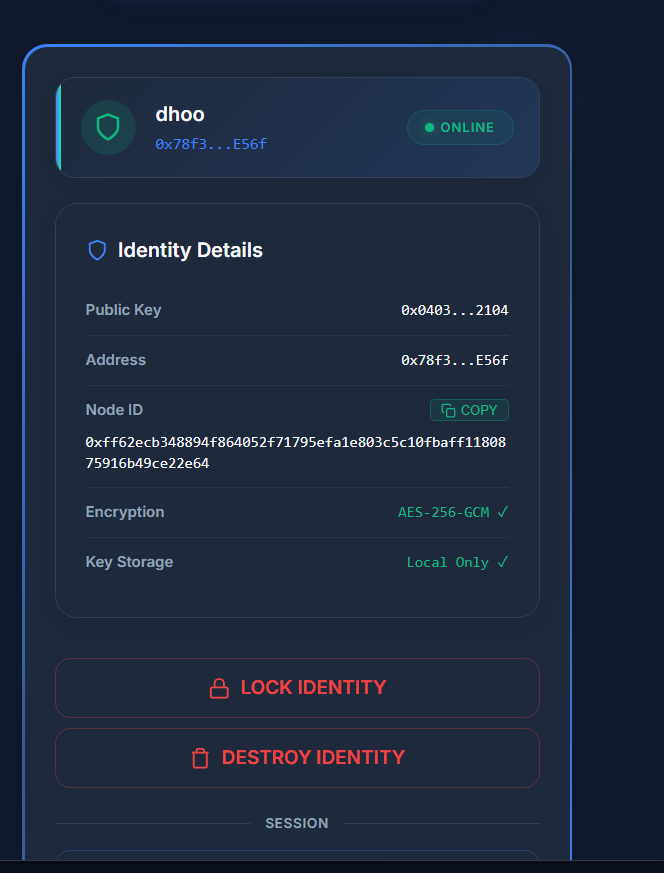 dhoo
0x78f3...E56f
ONLINE
Identity Details
Public Key
0x0403...2104
Address
0x78f3...E56f
Node ID
COPY
0xff62ecb348894f864052f71795efa1e803c5c10fbaff11808
75916b49ce22e64
Encryption
AES-256-GCM ✓
Key Storage
Local Only ✓
LOCK IDENTITY
DESTROY IDENTITY
SESSION